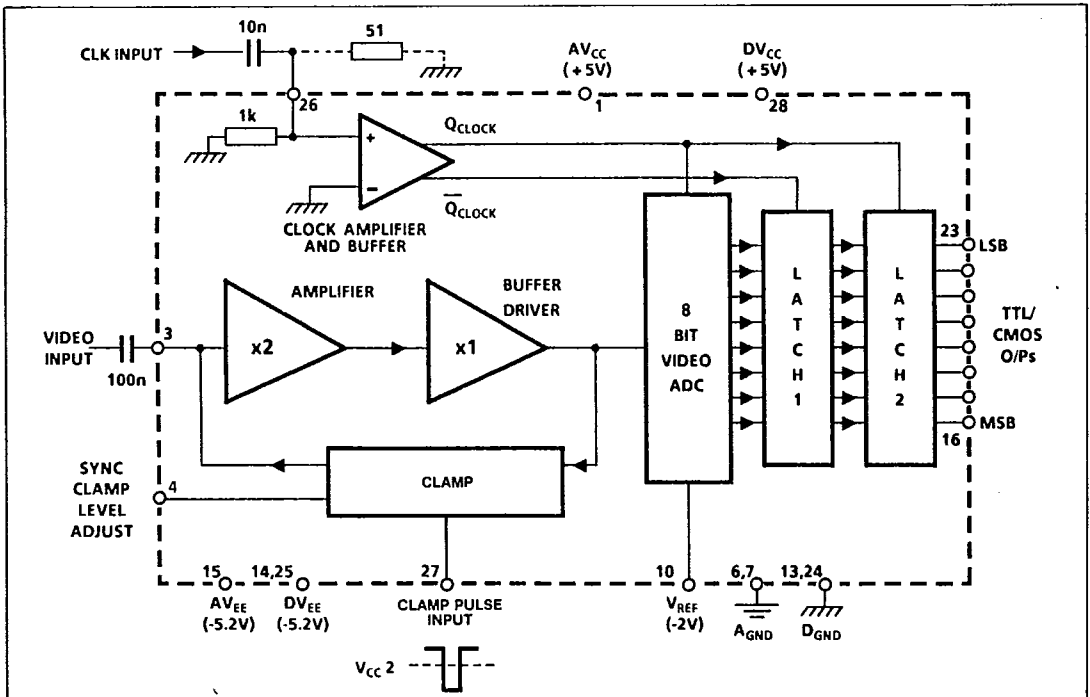 10n
51
CLK INPUT
AVCC
(+5V)
DVCC
(+5V)
26
1
28
1k
+
−
QCLOCK
Q̅CLOCK
CLOCK AMPLIFIER
AND BUFFER
AMPLIFIER
BUFFER
DRIVER
VIDEO
INPUT
3
100n
x2
x1
8
BIT
VIDEO
ADC
LATCH1
LATCH2
23
LSB
TTL/
CMOS
O/Ps
MSB
16
SYNC
CLAMP
LEVEL
ADJUST
4
CLAMP
15
14,25
27
10
6,7
13,24
AVEE
(-5.2V)
DVEE
(-5.2V)
CLAMP PULSE
INPUT
VREF
(-2V)
AGND
DGND
VCC 2